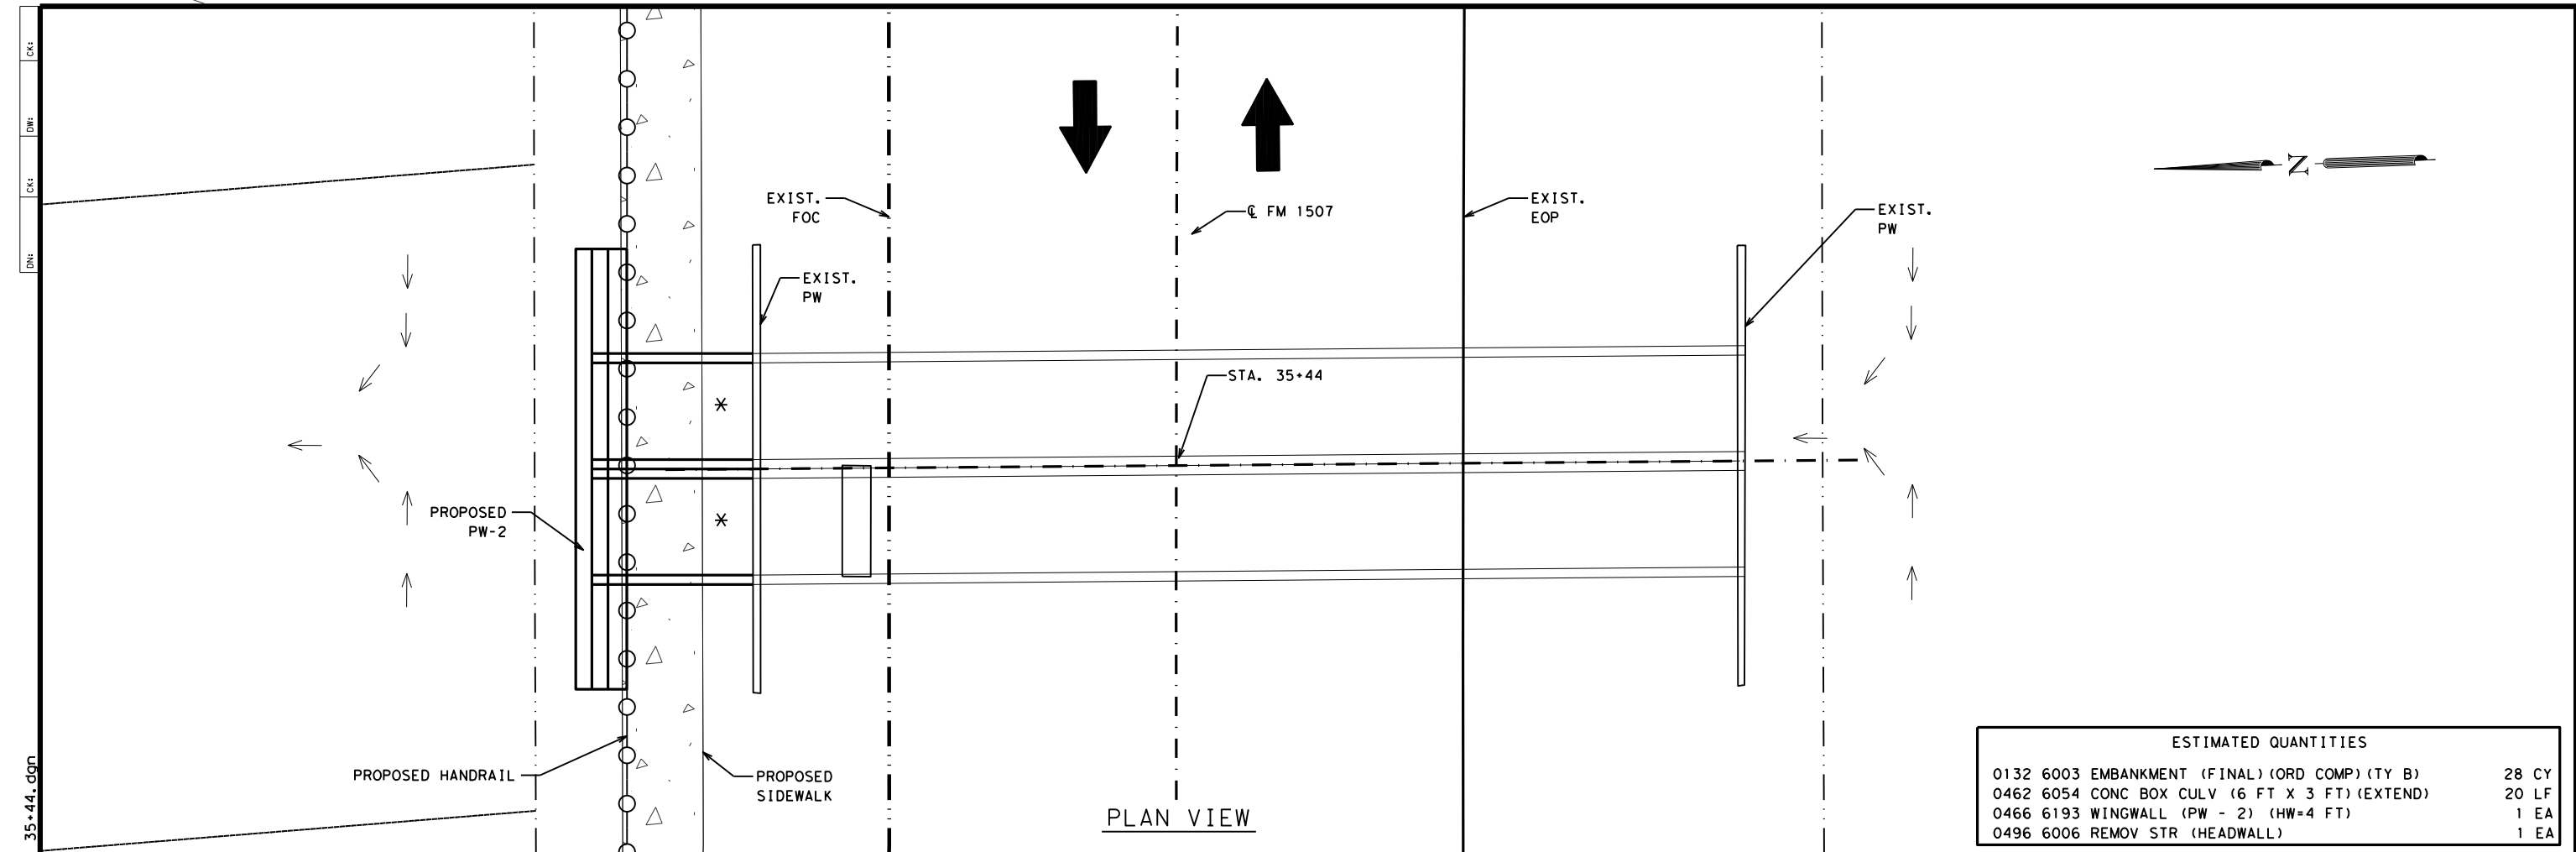 CK:
DW:
CK:
DN:
35+44.dgn
EXIST.
FOC
℄ FM 1507
EXIST.
EOP
EXIST.
PW
N
EXIST.
PW
STA. 35+44
PROPOSED
PW-2
PROPOSED HANDRAIL
PROPOSED
SIDEWALK
PLAN VIEW
ESTIMATED QUANTITIES
0132 6003 EMBANKMENT (FINAL)(ORD COMP)(TY B) 28 CY
0462 6054 CONC BOX CULV (6 FT X 3 FT)(EXTEND) 20 LF
0466 6193 WINGWALL (PW - 2) (HW=4 FT) 1 EA
0496 6006 REMOV STR (HEADWALL) 1 EA